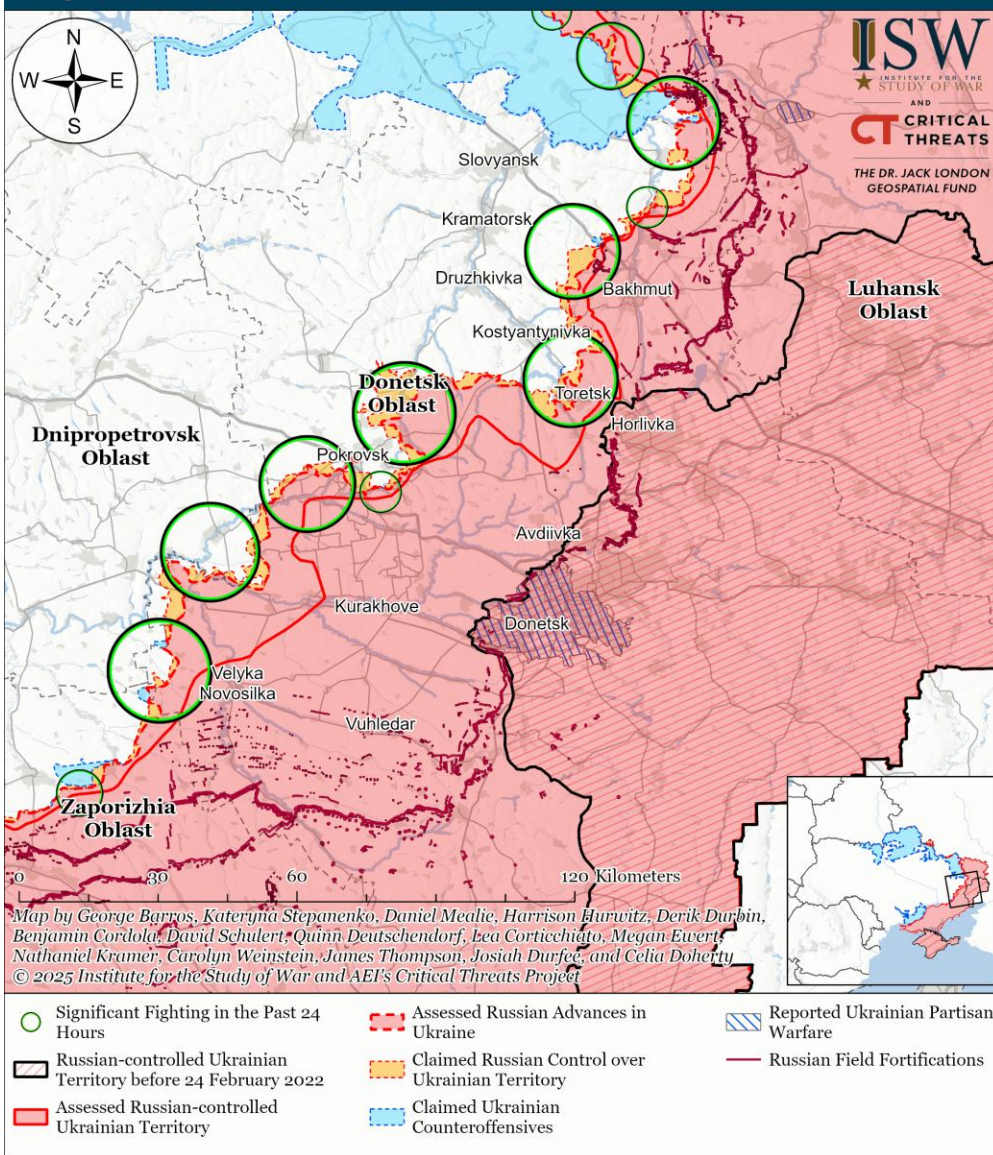 N
W E
S
ISW
INSTITUTE FOR THE
STUDY OF WAR
AND
CT CRITICAL
THREATS
THE DR. JACK LONDON
GEOSPATIAL FUND
Slovyansk
Kramatorsk
Druzhkivka
Bakhmut
Luhansk
Oblast
Kostyantynivka
Donetsk
Oblast
Toretsk
Horlivka
Dnipropetrovsk
Oblast
Pokrovsk
Avdiivka
Kurakhove
Donetsk
Velyka
Novosilka
Vuhledar
Zaporizhia
Oblast
0 30 60 120 Kilometers
Map by George Barros, Kateryna Stepanenko, Daniel Mealie, Harrison Hurwitz, Derik Durbin,
Benjamin Cordola, David Schulert, Quinn Deutschendorf, Lea Corticchiato, Megan Ewert,
Nathaniel Kramer, Carolyn Weinstein, James Thompson, Josiah Durfee, and Celia Doherty
© 2025 Institute for the Study of War and AEI's Critical Threats Project
Significant Fighting in the Past 24
Hours
Russian-controlled Ukrainian
Territory before 24 February 2022
Assessed Russian-controlled
Ukrainian Territory
Assessed Russian Advances in
Ukraine
Claimed Russian Control over
Ukrainian Territory
Claimed Ukrainian
Counteroffensives
Reported Ukrainian Partisan
Warfare
Russian Field Fortifications